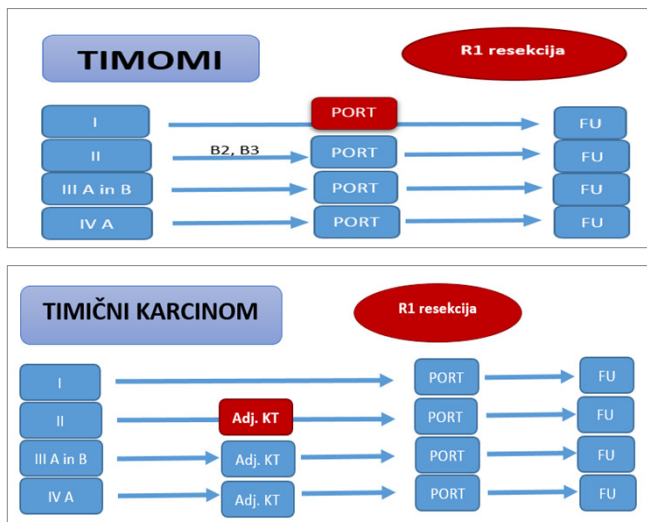 TIMOMI
R1 resekcija
I
PORT
FU
II
B2, B3
PORT
FU
III A in B
PORT
FU
IV A
PORT
FU
TIMIČNI KARCINOM
R1 resekcija
I
PORT
FU
II
Adj. KT
PORT
FU
III A in B
Adj. KT
PORT
FU
IV A
Adj. KT
PORT
FU